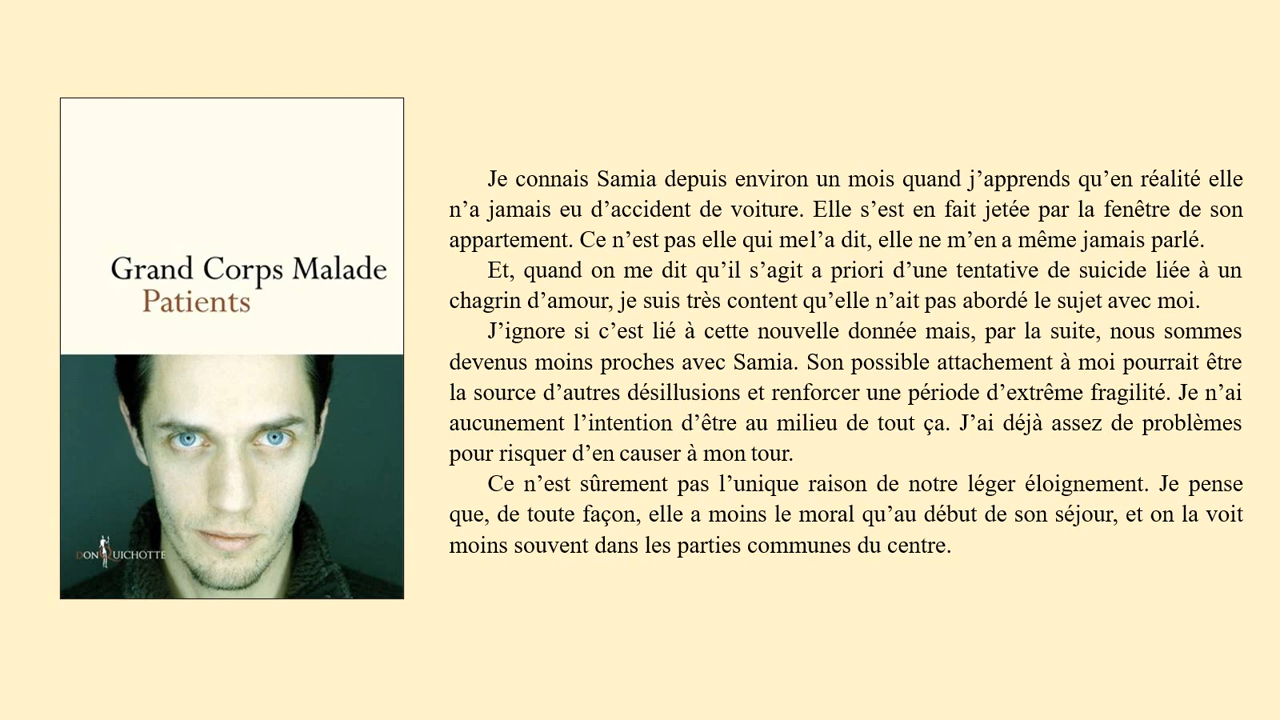 Grand Corps Malade
Patients
DON QUICHOTTE
Je connais Samia depuis environ un mois quand j’apprends qu’en réalité elle
n’a jamais eu d’accident de voiture. Elle s’est en fait jetée par la fenêtre de son
appartement. Ce n’est pas elle qui mel’a dit, elle ne m’en a même jamais parlé.
Et, quand on me dit qu’il s’agit a priori d’une tentative de suicide liée à un
chagrin d’amour, je suis très content qu’elle n’ait pas abordé le sujet avec moi.
J’ignore si c’est lié à cette nouvelle donnée mais, par la suite, nous sommes
devenus moins proches avec Samia. Son possible attachement à moi pourrait être
la source d’autres désillusions et renforcer une période d’extrême fragilité. Je n’ai
aucunement l’intention d’être au milieu de tout ça. J’ai déjà assez de problèmes
pour risquer d’en causer à mon tour.
Ce n’est sûrement pas l’unique raison de notre léger éloignement. Je pense
que, de toute façon, elle a moins le moral qu’au début de son séjour, et on la voit
moins souvent dans les parties communes du centre.